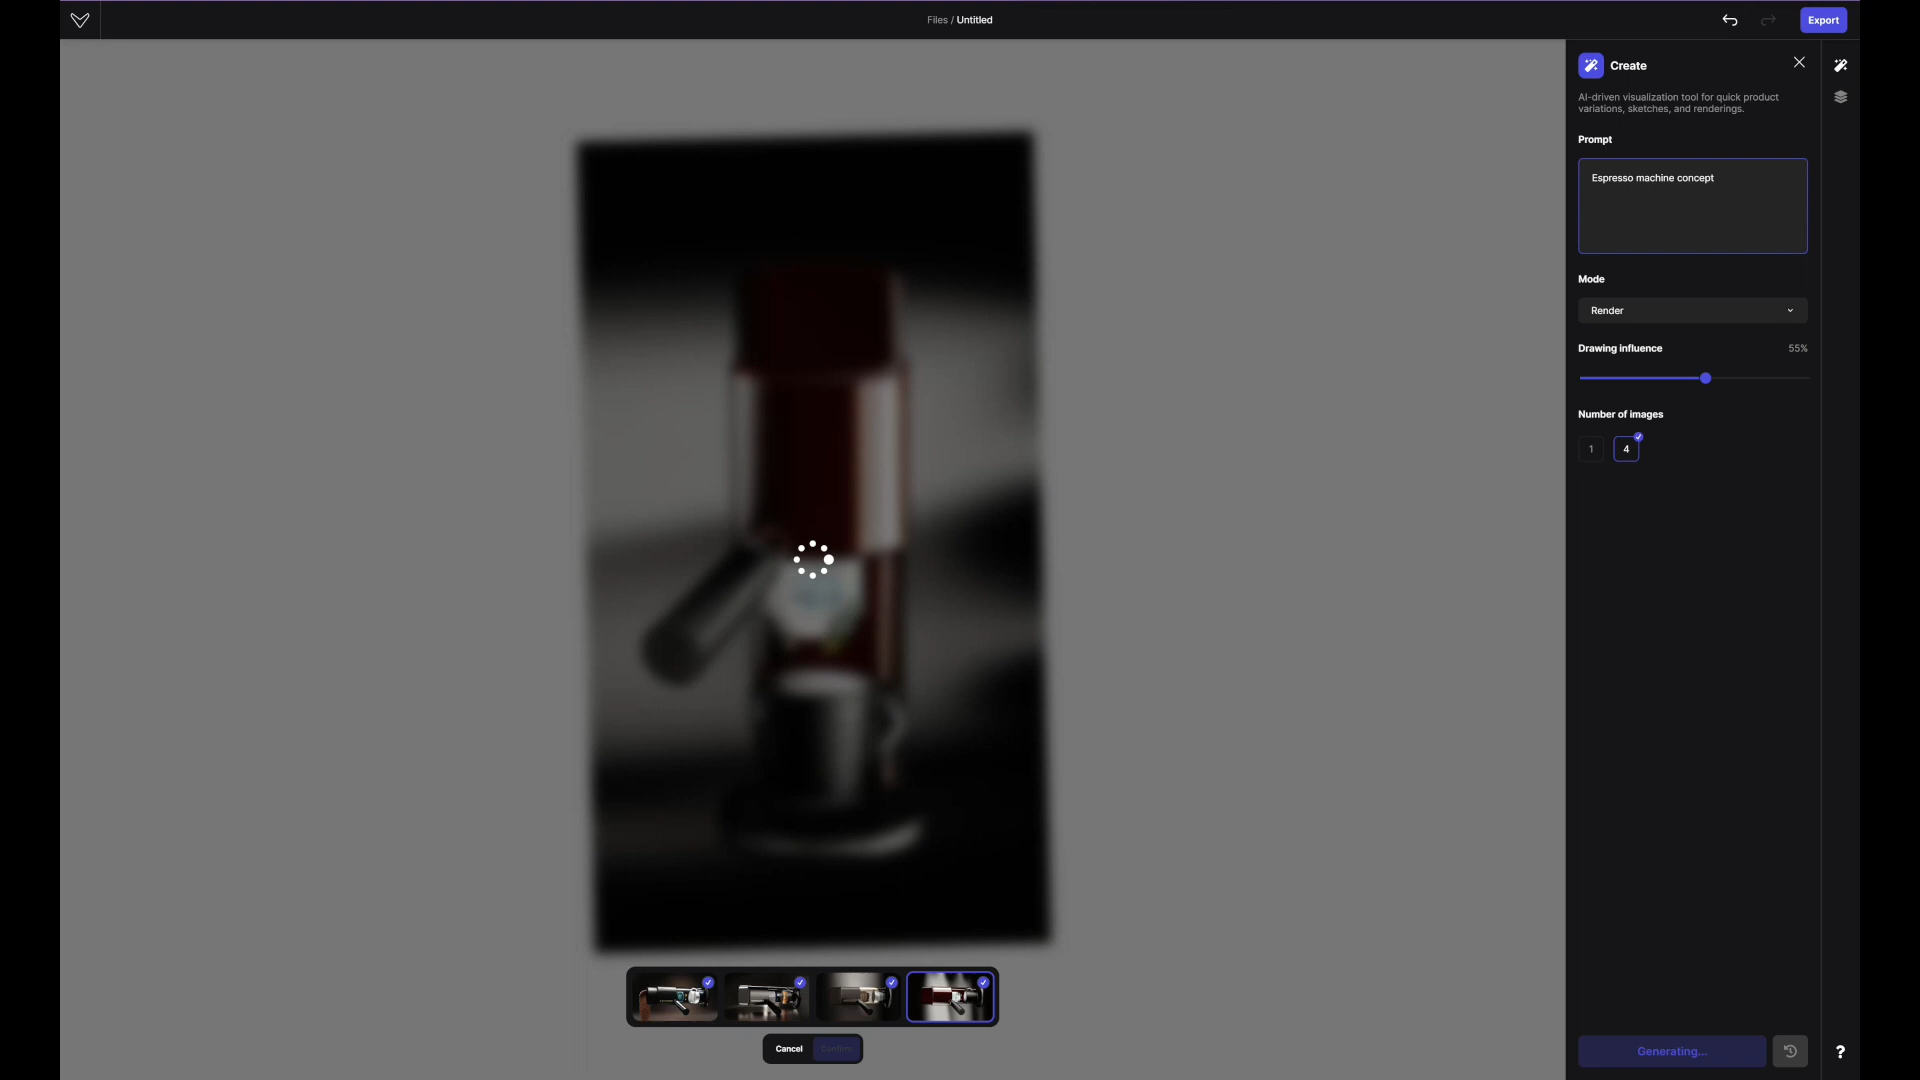 Files / Untitled
Export
Create
AI-driven visualization tool for quick product
variations, sketches, and renderings.
Prompt
Espresso machine concept
Mode
Render
Drawing influence 55%
Number of images
1 4
Cancel Confirm
Generating...
?